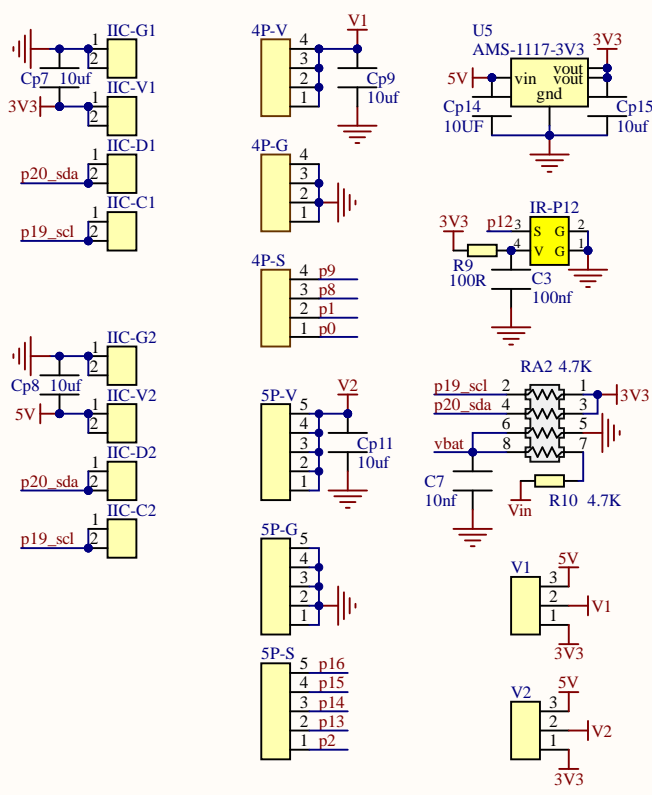 IIC-G1
1
2
Cp7 10uf
IIC-V1
3V3
1
2
IIC-D1
1
p20_sda 2
IIC-C1
1
p19_scl 2
IIC-G2
1
2
Cp8 10uf
IIC-V2
5V
1
2
IIC-D2
1
p20_sda 2
IIC-C2
1
p19_scl 2
4P-V
V1
4
3
2
1
Cp9
10uf
4P-G
4
3
2
1
4P-S
4 p9
3 p8
2 p1
1 p0
5P-V
V2
5
4
3
2
1
Cp11
10uf
5P-G
5
4
3
2
1
5P-S
5 p16
4 p15
3 p14
2 p13
1 p2
U5
AMS-1117-3V3
3V3
5V
vin
vout
vout
gnd
Cp14
10UF
Cp15
10uf
IR-P12
3V3
p12 3 S G 2
4 V G 1
R9
100R
C3
100nf
RA2 4.7K
p19_scl 2 1
3V3
p20_sda 4 3
6 5
vbat 8 7
C7
10nf
Vin
R10 4.7K
V1
5V
3
2 V1
1
3V3
V2
5V
3
2 V2
1
3V3